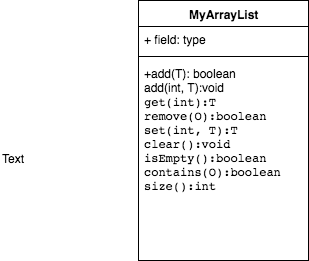 MyArrayList
+ field: type
+add(T): boolean
add(int, T):void
get(int):T
remove(O):boolean
set(int, T):T
clear():void
isEmpty():boolean
contains(O):boolean
size():int
Text